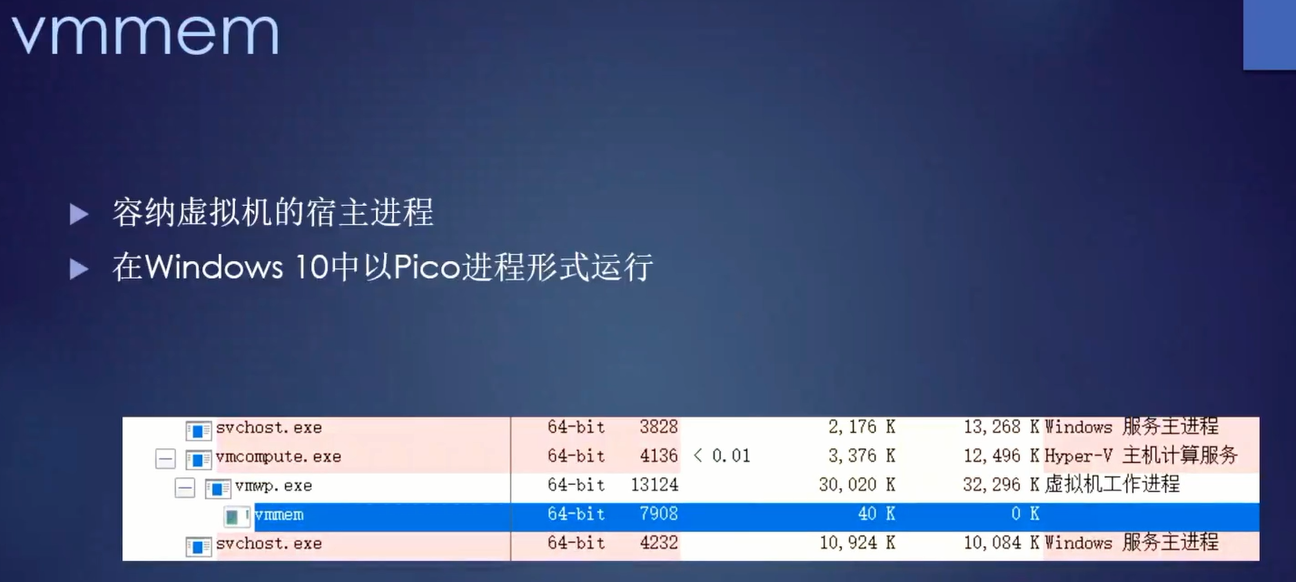 vmmem
容纳虚拟机的宿主进程
在Windows 10中以Pico进程形式运行
svchost.exe 64-bit 3828 2,176 K 13,268 K Windows 服务主进程
vmcompute.exe 64-bit 4136 < 0.01 3,376 K 12,496 K Hyper-V 主机计算服务
vmwp.exe 64-bit 13124 30,020 K 32,296 K 虚拟机工作进程
vmmem 64-bit 7908 40 K 0 K
svchost.exe 64-bit 4232 10,924 K 10,084 K Windows 服务主进程